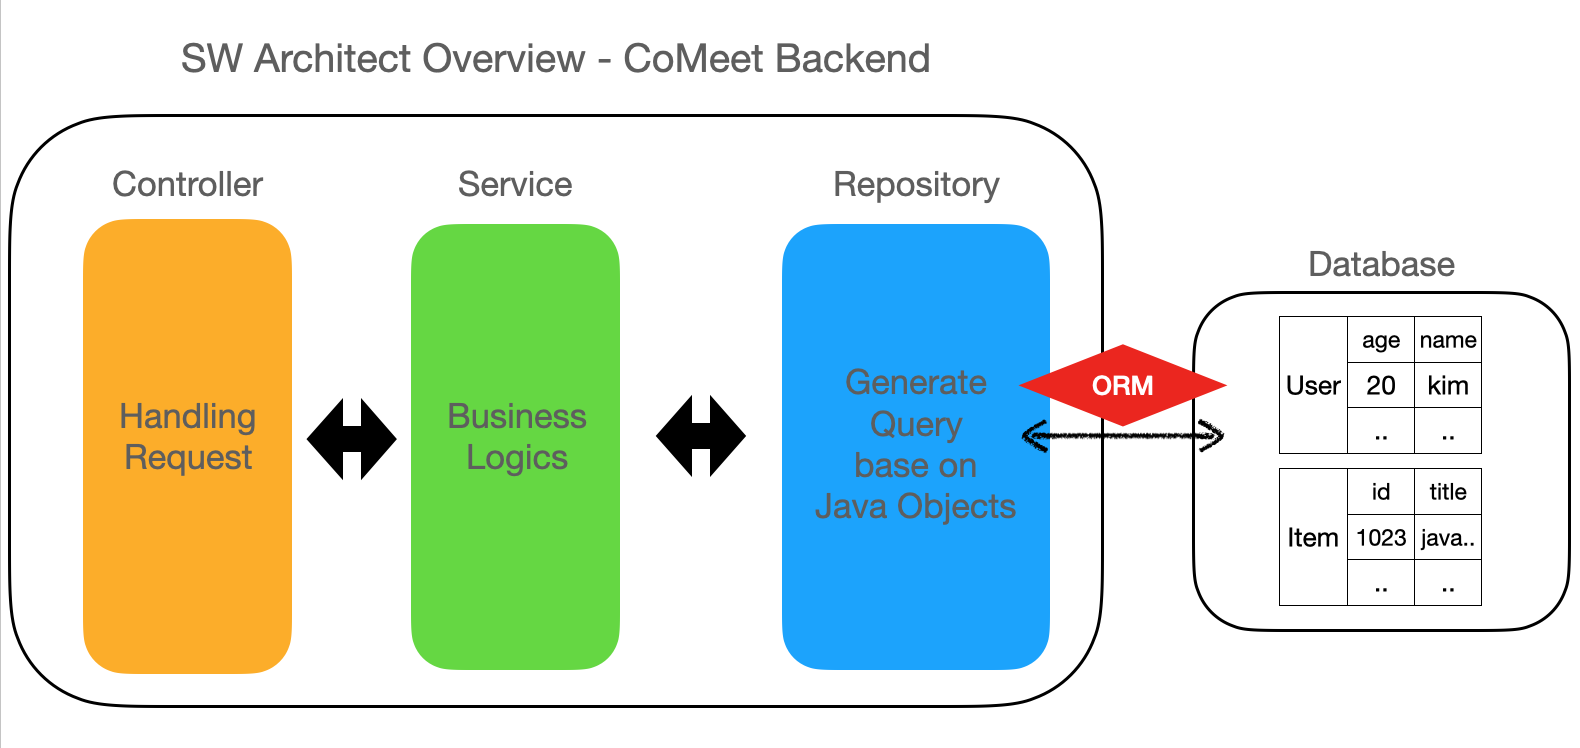 SW Architect Overview - CoMeet Backend
Controller
Service
Repository
Handling
Request
Business
Logics
Generate
Query
base on
Java Objects
ORM
Database
User
age name
20 kim
.. ..
Item
id title
1023 java..
.. ..